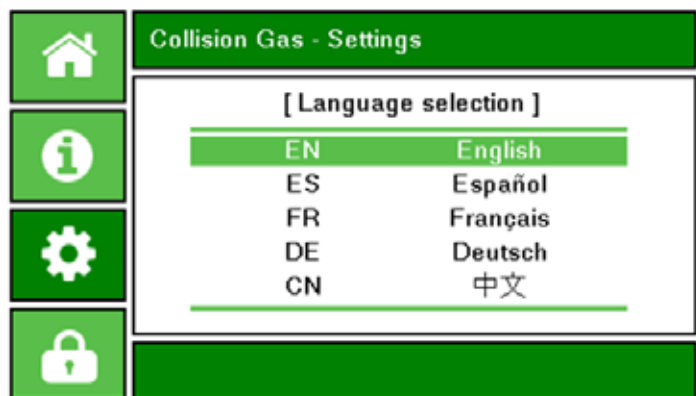 Collision Gas - Settings
[ Language selection ]
EN English
ES Español
FR Français
DE Deutsch
CN 中文